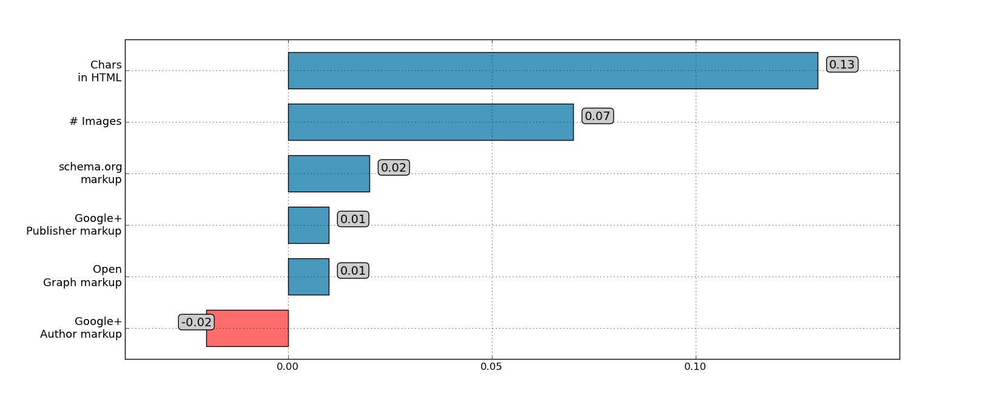 Chars
in HTML
0.13
# Images
0.07
schema.org
markup
0.02
Google+
Publisher markup
0.01
Open
Graph markup
0.01
Google+
Author markup
-0.02
0.00
0.05
0.10